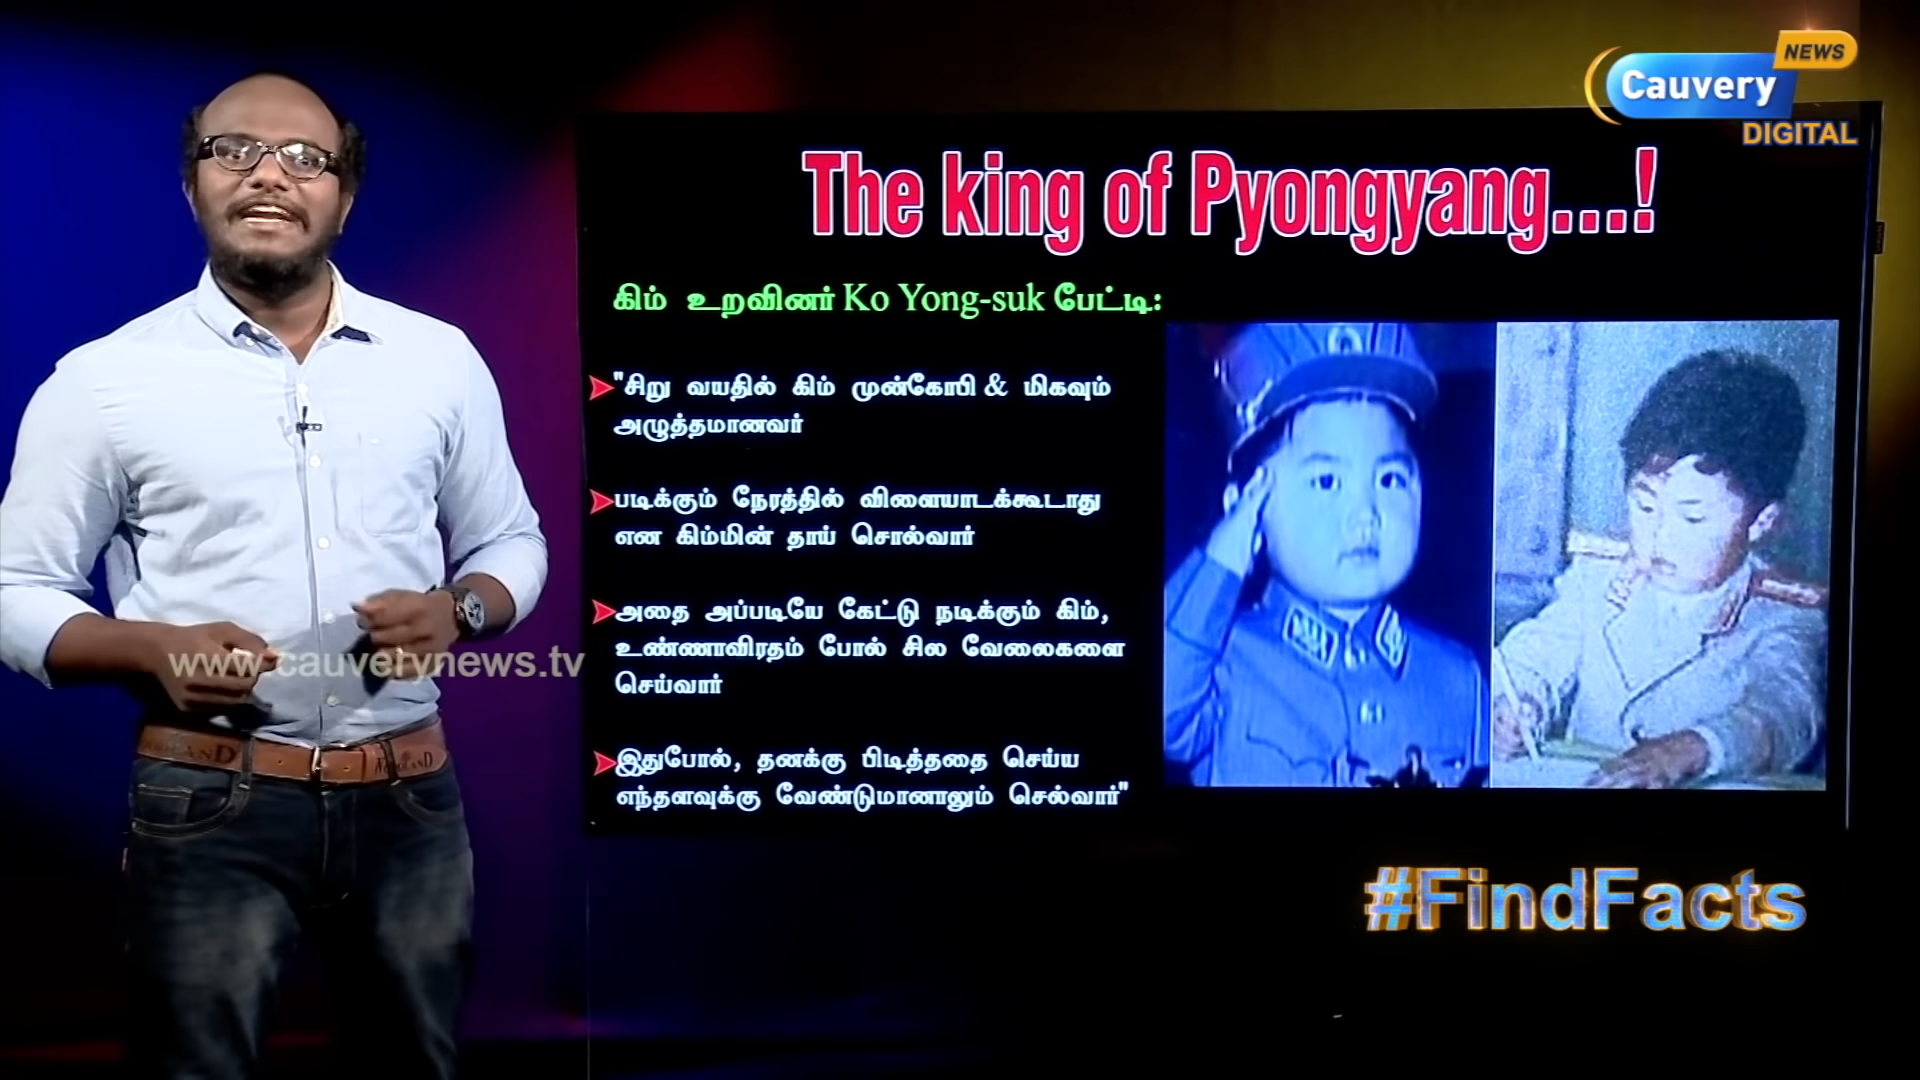 NEWS
Cauvery
DIGITAL
The king of Pyongyang...!
கிம் உறவினர் Ko Yong-suk பேட்டி:
"சிறு வயதில் கிம் முன்கோபி & மிகவும்
அழுத்தமானவர்
படிக்கும் நேரத்தில் விளையாடக்கூடாது
என கிம்மின் தாய் சொல்வார்
அதை அப்படியே கேட்டு நடிக்கும் கிம்,
உண்ணாவிரதம் போல் சில வேலைகளை
செய்வார்
இதுபோல், தனக்கு பிடித்ததை செய்ய
எந்தளவுக்கு வேண்டுமானாலும் செல்வார்"
www.cauverynews.tv
#FindFacts